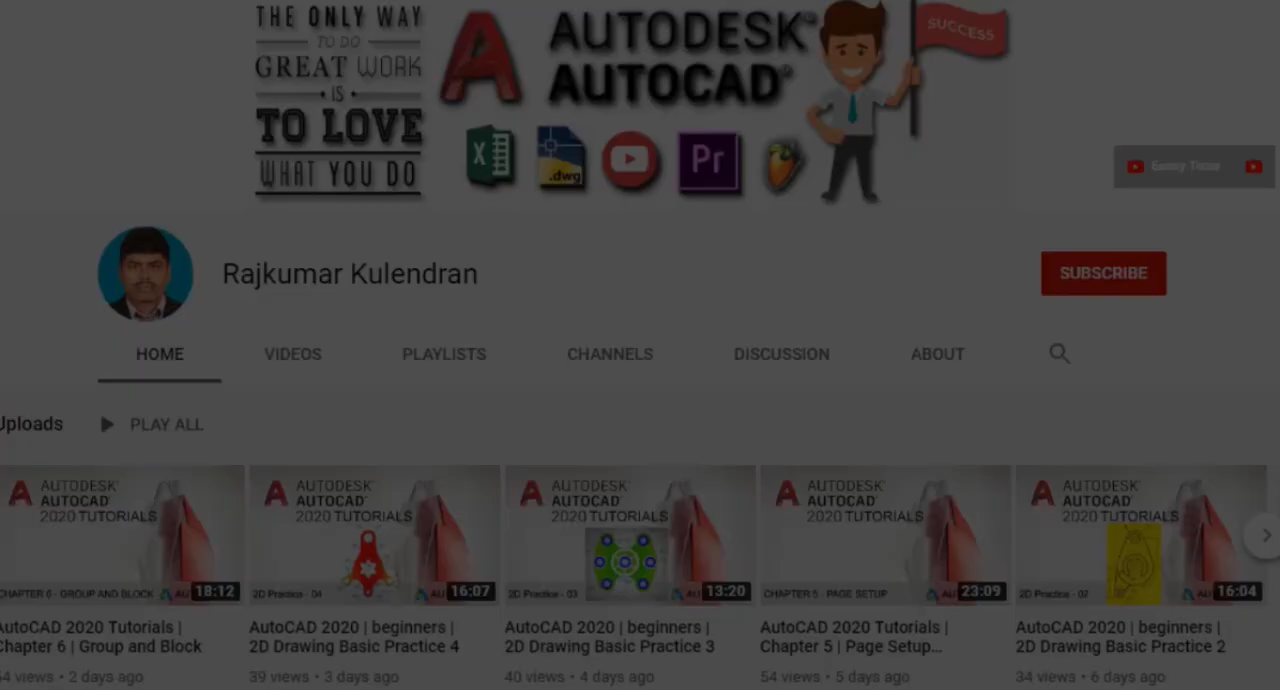 THE ONLY WAY
TO DO
GREAT WORK
• IS •
TO LOVE
WHAT YOU DO
AUTODESK®
AUTOCAD®
SUCCESS
X
.dwg
Pr
Rajkumar Kulendran
SUBSCRIBE
HOME VIDEOS PLAYLISTS CHANNELS DISCUSSION ABOUT
Uploads PLAY ALL
A AUTODESK® AUTOCAD® 2020 TUTORIALS
CHAPTER 6 - GROUP AND BLOCK AU 18:12
A AUTODESK® AUTOCAD® 2020 TUTORIALS
2D Practice - 04 AU 16:07
A AUTODESK® AUTOCAD® 2020 TUTORIALS
2D Practice - 03 AU 13:20
A AUTODESK® AUTOCAD® 2020 TUTORIALS
CHAPTER 5 - PAGE SETUP AU 23:09
A AUTODESK® AUTOCAD® 2020 TUTORIALS
2D Practice - 02 AU 16:04
AutoCAD 2020 Tutorials |
Chapter 6 | Group and Block
54 views • 2 days ago
AutoCAD 2020 | beginners |
2D Drawing Basic Practice 4
39 views • 3 days ago
AutoCAD 2020 | beginners |
2D Drawing Basic Practice 3
40 views • 4 days ago
AutoCAD 2020 Tutorials |
Chapter 5 | Page Setup...
54 views • 5 days ago
AutoCAD 2020 | beginners |
2D Drawing Basic Practice 2
34 views • 6 days ago